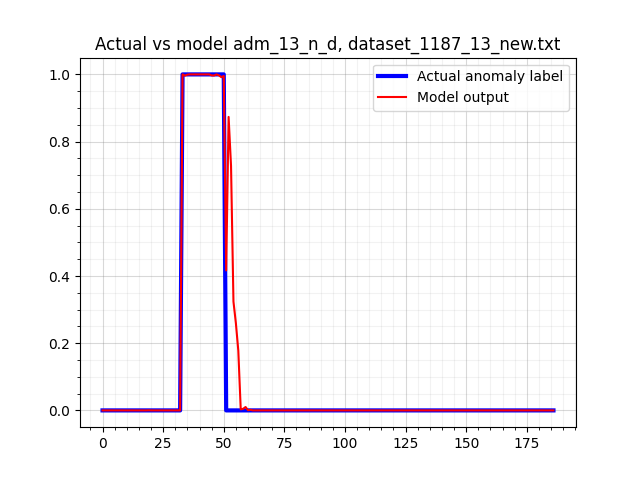 Actual vs model adm_13_n_d, dataset_1187_13_new.txt
Actual anomaly label
Model output
1.0
0.8
0.6
0.4
0.2
0.0
0 25 50 75 100 125 150 175